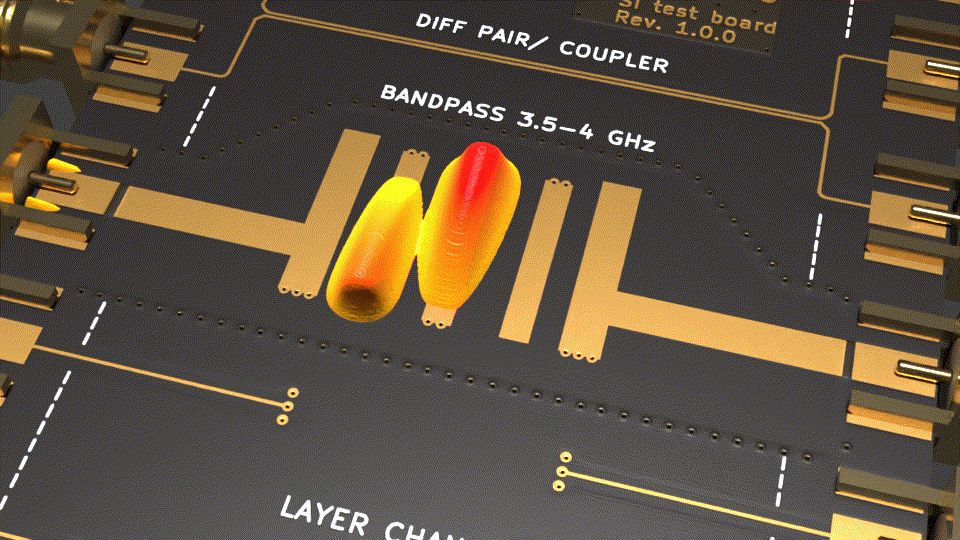 SI test board
Rev. 1.0.0
DIFF PAIR/ COUPLER
BANDPASS 3.5–4 GHz
LAYER CHAN